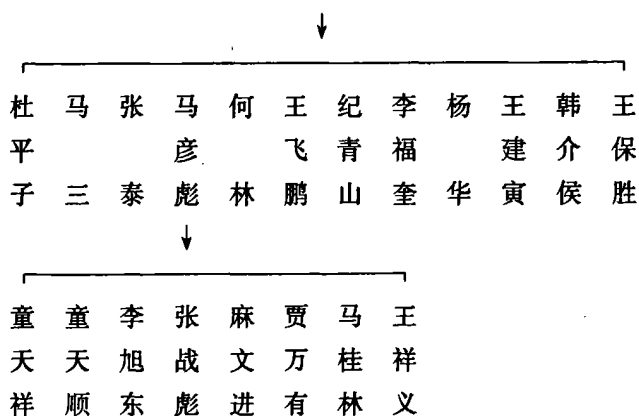 杜平子
马三
张泰
马彦彪
何林
王飞鹏
纪青山
李福奎
杨华
王建寅
韩介侯
王保胜
童天祥
童天顺
李旭东
张战彪
麻文进
贾万有
马桂林
王祥义